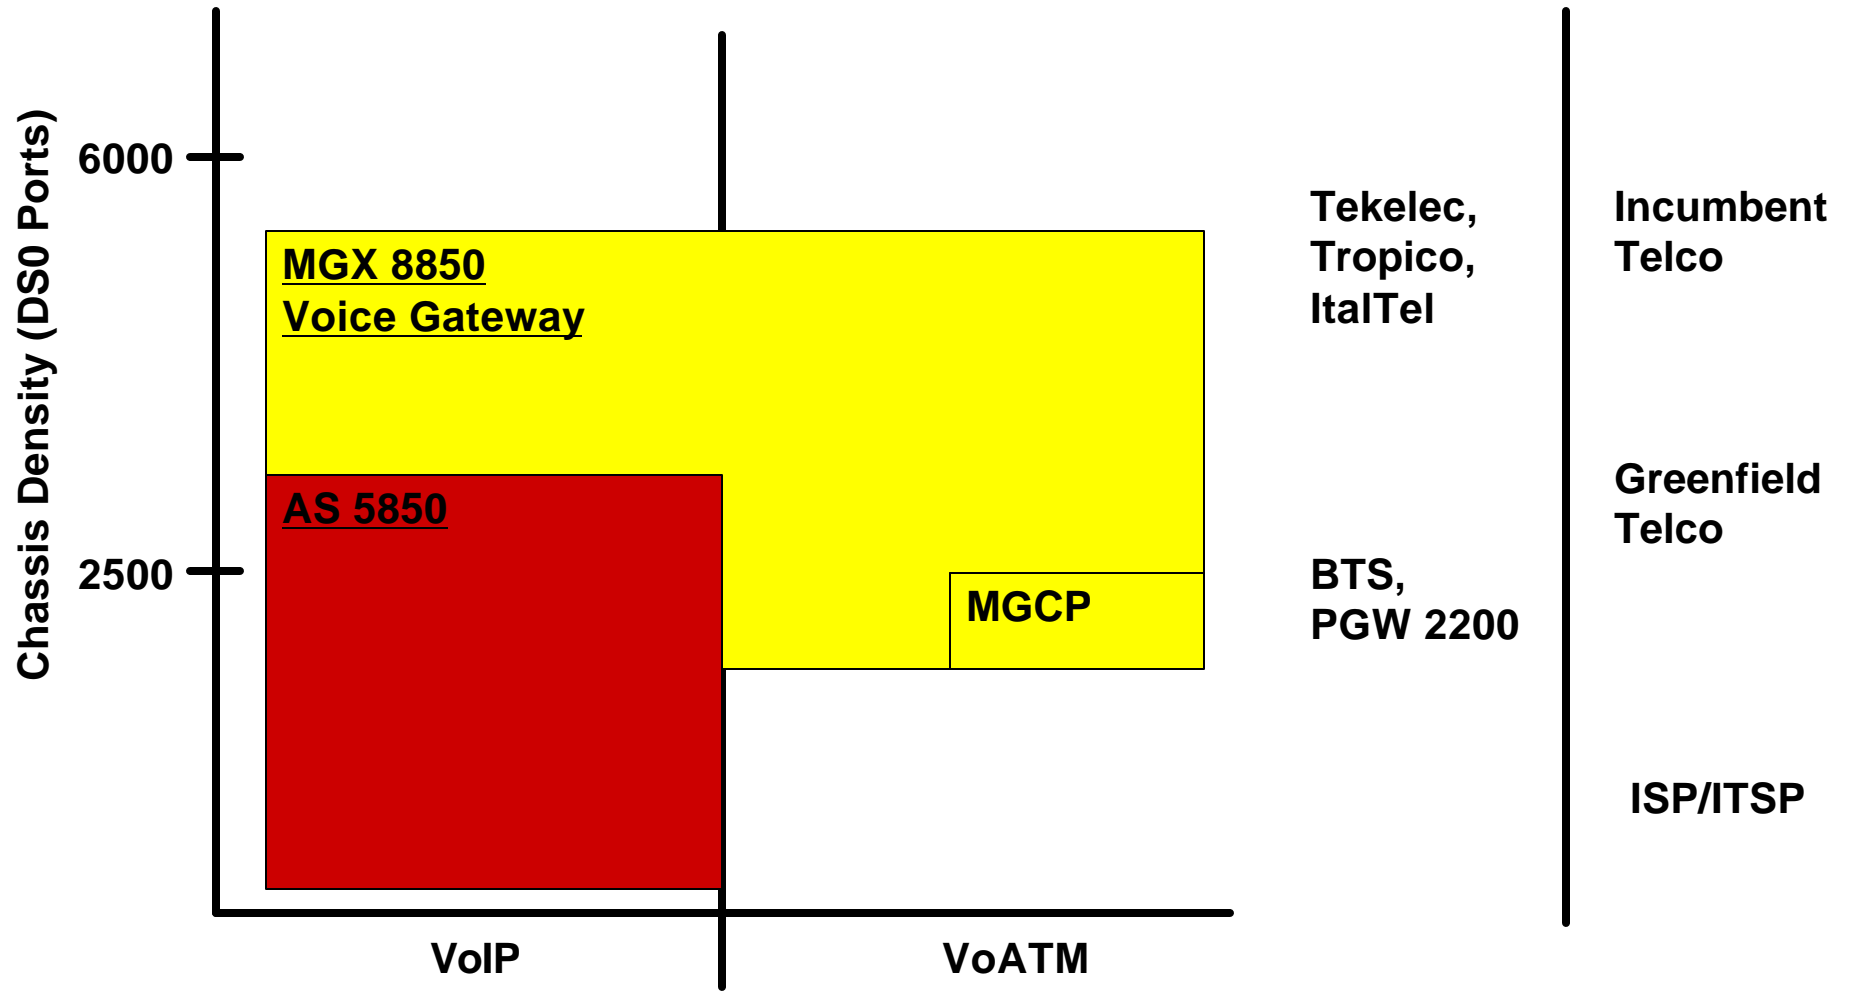 Chassis Density (DS0 Ports)
6000
2500
MGX 8850
Voice Gateway
AS 5850
MGCP
VoIP
VoATM
Tekelec,
Tropico,
ItalTel
BTS,
PGW 2200
Incumbent
Telco
Greenfield
Telco
ISP/ITSP